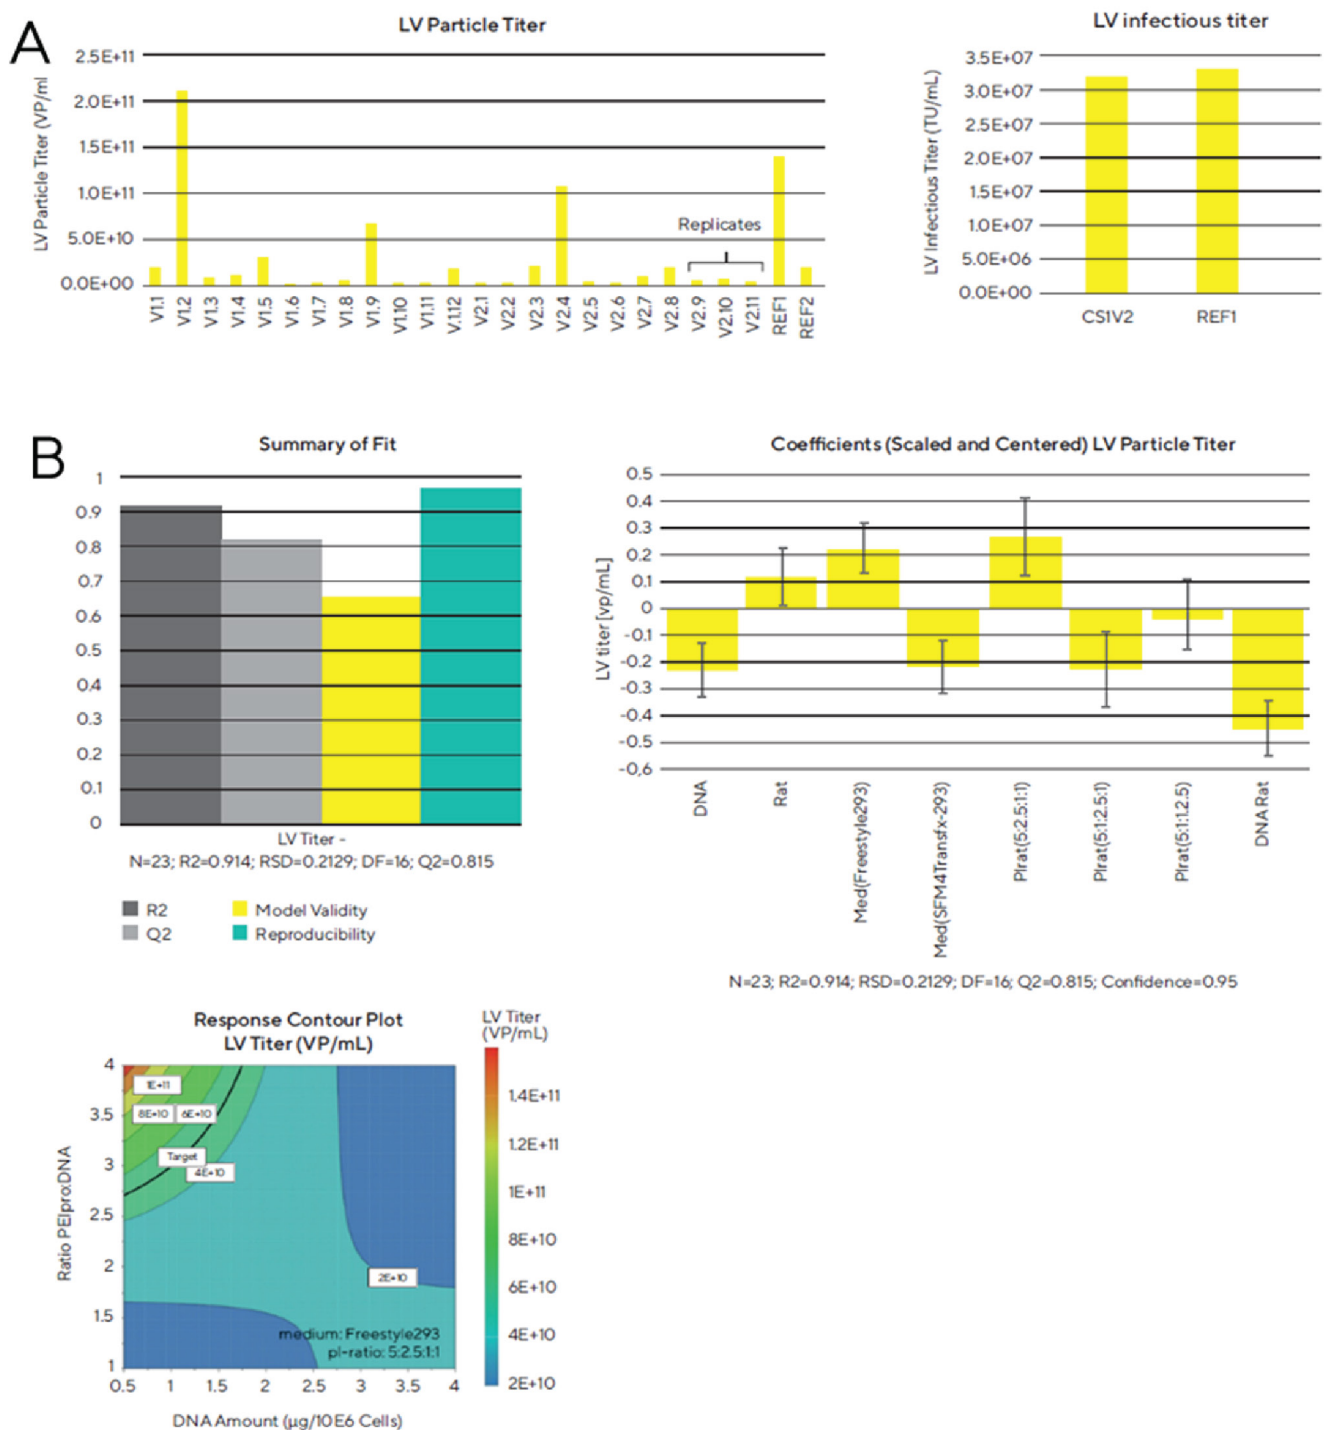 A
LV Particle Titer
LV Particle Titer (VP/ml
2.5E+11
2.0E+11
1.5E+11
1.0E+11
5.0E+10
0.0E+00
Replicates
V1.1
V1.2
V1.3
V1.4
V1.5
V1.6
V1.7
V1.8
V1.9
V1.10
V1.11
V.1.12
V2.1
V2.2
V2.3
V2.4
V2.5
V2.6
V2.7
V2.8
V2.9
V2.10
V2.11
REF1
REF2
LV infectious titer
LV Infectious Titer (TU/mL)
3.5E+07
3.0E+07
2.5E+07
2.0E+07
1.5E+07
1.0E+07
5.0E+06
0.0E+00
CS1V2
REF1
B
Summary of Fit
1
0.9
0.8
0.7
0.6
0.5
0.4
0.3
0.2
0.1
0
LV Titer -
N=23; R2=0.914; RSD=0.2129; DF=16; Q2=0.815
R2
Model Validity
Q2
Reproducibility
Coefficients (Scaled and Centered) LV Particle Titer
LV titer [vp/mL]
0.5
0.4
0.3
0.2
0.1
0
-0.1
-0.2
-0.3
-0.4
-0.5
-0,6
DNA
Rat
Med(Freestyle293)
Med(SFM4Transfx-293)
Plrat(5:2.5:1:1)
Plrat(5:1:2.5:1)
Plrat(5:1:1.2.5)
DNA Rat
N=23; R2=0.914; RSD=0.2129; DF=16; Q2=0.815; Confidence=0.95
Response Contour Plot
LV Titer (VP/mL)
Ratio PEIpro:DNA
4
3.5
3
2.5
2
1.5
1
1E+11
8E+10
6E+10
Target
4E+10
2E+10
medium: Freestyle293
pl-ratio: 5:2.5:1:1
0.5
1
1.5
2
2.5
3
3.5
4
DNA Amount (µg/10E6 Cells)
LV Titer
(VP/mL)
1.4E+11
1.2E+11
1E+11
8E+10
6E+10
4E+10
2E+10